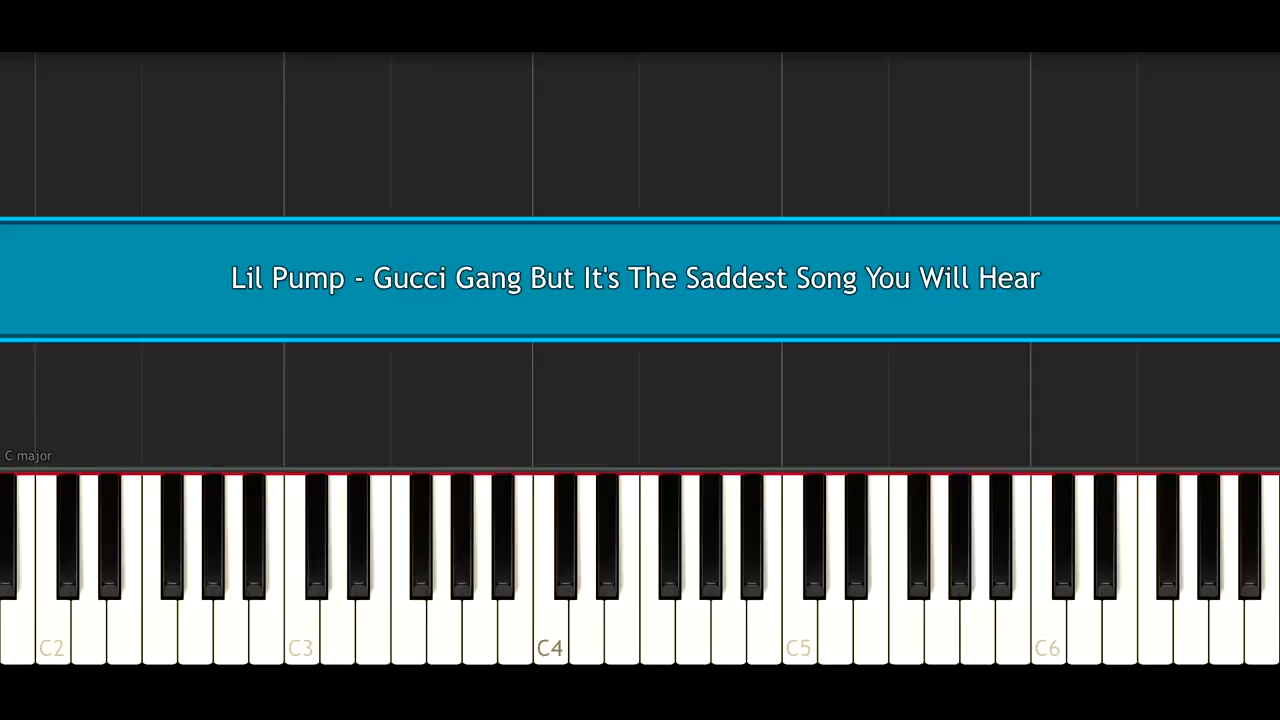 Lil Pump - Gucci Gang But It's The Saddest Song You Will Hear
C major
C2 C3 C4 C5 C6